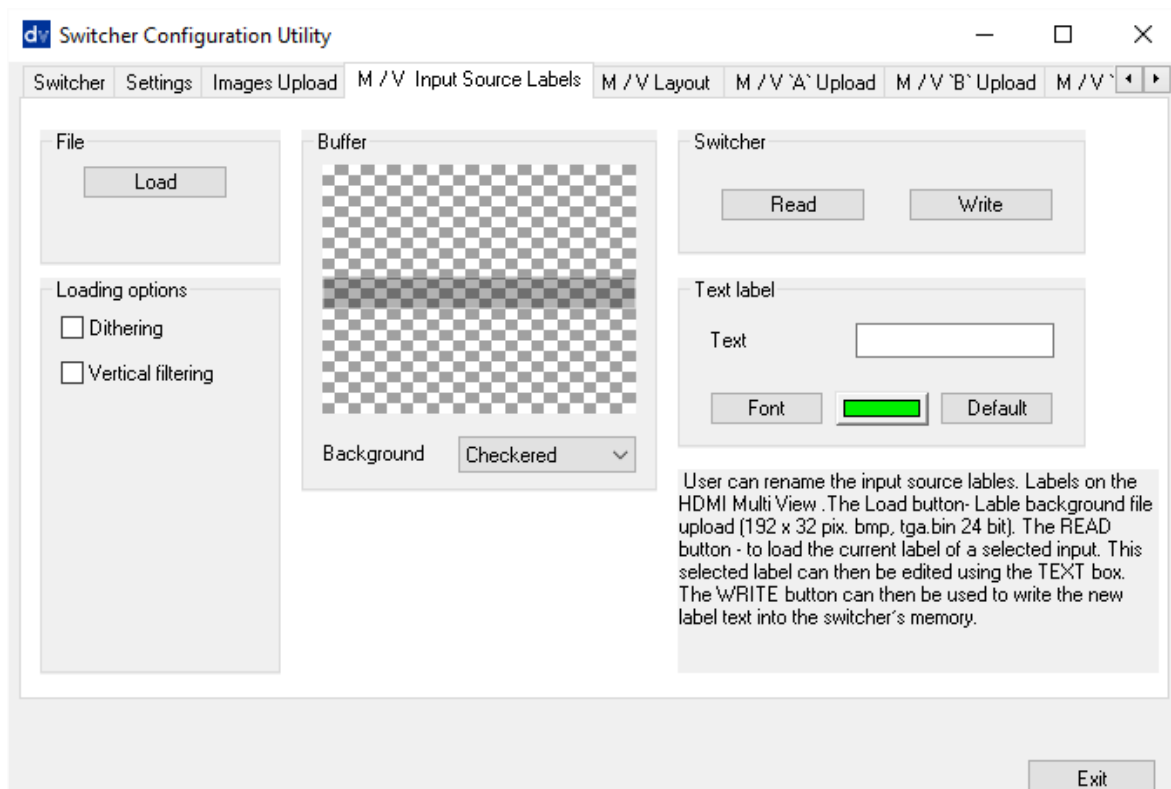 dv Switcher Configuration Utility
Switcher Settings Images Upload M / V Input Source Labels M / V Layout M / V `A` Upload M / V `B` Upload M / V `
File
Load
Loading options
Dithering
Vertical filtering
Buffer
Background Checkered
Switcher
Read Write
Text label
Text
Font Default
User can rename the input source lables. Labels on the
HDMI Multi View .The Load button- Lable background file
upload (192 x 32 pix. bmp, tga.bin 24 bit). The READ
button - to load the current label of a selected input. This
selected label can then be edited using the TEXT box.
The WRITE button can then be used to write the new
label text into the switcher´s memory.
Exit